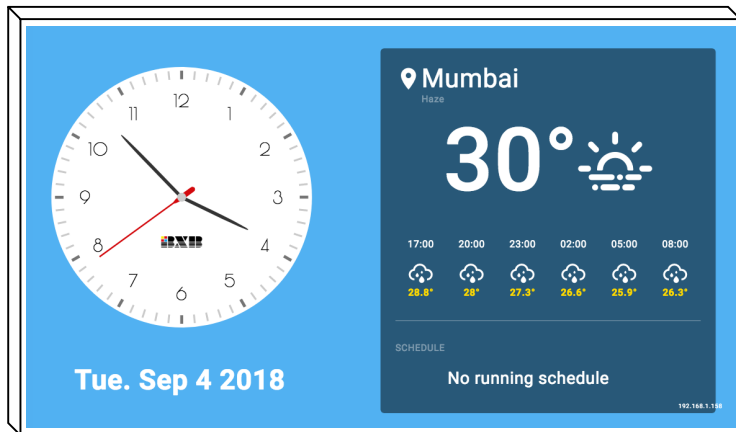 12
11 1
10 2
9 3
8 4
7 5
6
BXB
Tue. Sep 4 2018
Mumbai
Haze
30°
17:00 20:00 23:00 02:00 05:00 08:00
28.8° 28° 27.3° 26.6° 25.9° 26.3°
SCHEDULE
No running schedule
192.168.1.158